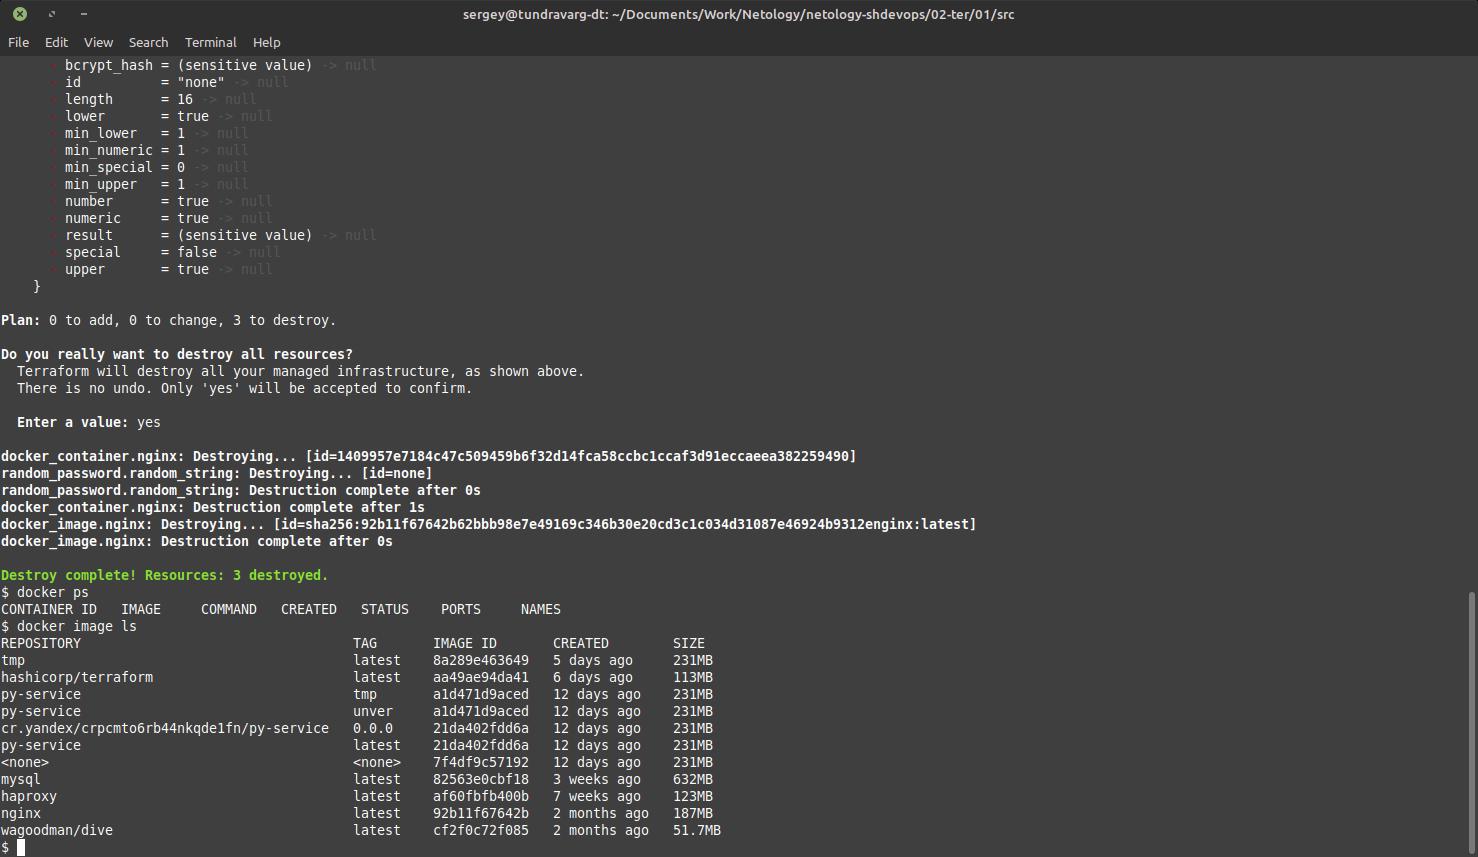 sergey@tundravarg-dt: ~/Documents/Work/Netology/netology-shdevops/02-ter/01/src
File Edit View Search Terminal Help
- bcrypt_hash = (sensitive value) -> null
- id          = "none" -> null
- length      = 16 -> null
- lower       = true -> null
- min_lower   = 1 -> null
- min_numeric = 1 -> null
- min_special = 0 -> null
- min_upper   = 1 -> null
- number      = true -> null
- numeric     = true -> null
- result      = (sensitive value) -> null
- special     = false -> null
- upper       = true -> null
}
Plan: 0 to add, 0 to change, 3 to destroy.
Do you really want to destroy all resources?
Terraform will destroy all your managed infrastructure, as shown above.
There is no undo. Only 'yes' will be accepted to confirm.
Enter a value: yes
docker_container.nginx: Destroying... [id=1409957e7184c47c509459b6f32d14fca58ccbc1ccaf3d91eccaeea382259490]
random_password.random_string: Destroying... [id=none]
random_password.random_string: Destruction complete after 0s
docker_container.nginx: Destruction complete after 1s
docker_image.nginx: Destroying... [id=sha256:92b11f67642b62bbb98e7e49169c346b30e20cd3c1c034d31087e46924b9312enginx:latest]
docker_image.nginx: Destruction complete after 0s
Destroy complete! Resources: 3 destroyed.
$ docker ps
CONTAINER ID   IMAGE     COMMAND   CREATED   STATUS    PORTS     NAMES
$ docker image ls
REPOSITORY                                  TAG       IMAGE ID       CREATED        SIZE
tmp                                         latest    8a289e463649   5 days ago     231MB
hashicorp/terraform                         latest    aa49ae94da41   6 days ago     113MB
py-service                                  tmp       a1d471d9aced   12 days ago    231MB
py-service                                  unver     a1d471d9aced   12 days ago    231MB
cr.yandex/crpcmto6rb44nkqde1fn/py-service   0.0.0     21da402fdd6a   12 days ago    231MB
py-service                                  latest    21da402fdd6a   12 days ago    231MB
<none>                                      <none>    7f4df9c57192   12 days ago    231MB
mysql                                       latest    82563e0cbf18   3 weeks ago    632MB
haproxy                                     latest    af60fbfb400b   7 weeks ago    123MB
nginx                                       latest    92b11f67642b   2 months ago   187MB
wagoodman/dive                              latest    cf2f0c72f085   2 months ago   51.7MB
$